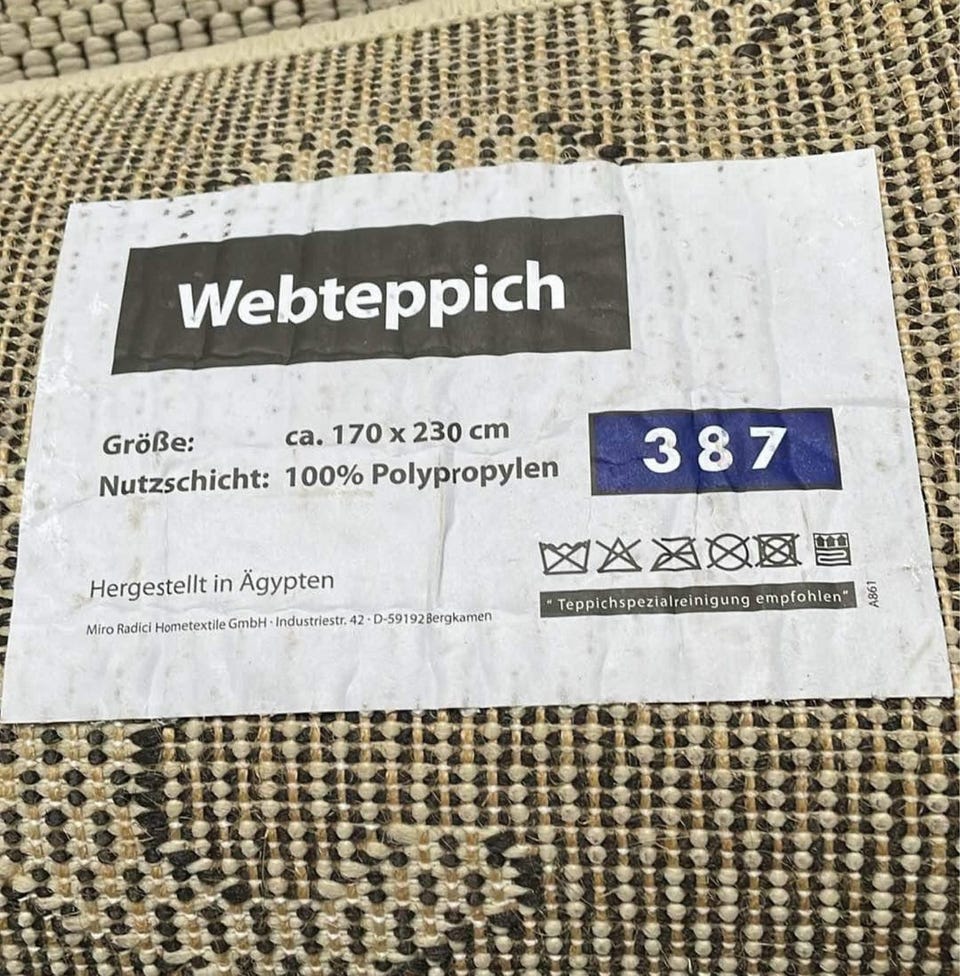 Webteppich
Größe: ca. 170 x 230 cm
Nutzschicht: 100% Polypropylen
387
Hergestellt in Ägypten
Miro Radici Hometextile GmbH · Industriestr. 42 · D-59192 Bergkamen
" Teppichspezialreinigung empfohlen"
A861